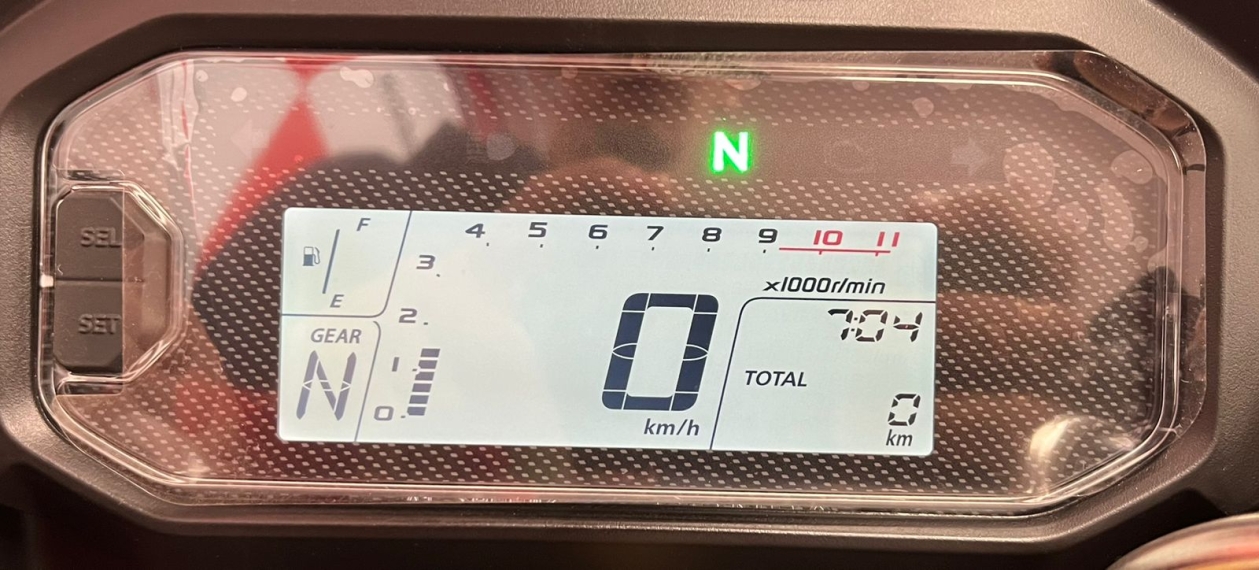 N
F
4 5 6 7 8 9 10 11
3
E
x1000r/min
2
7:04
GEAR
N
1
0
0
km/h
TOTAL
0
km
SEL
SET